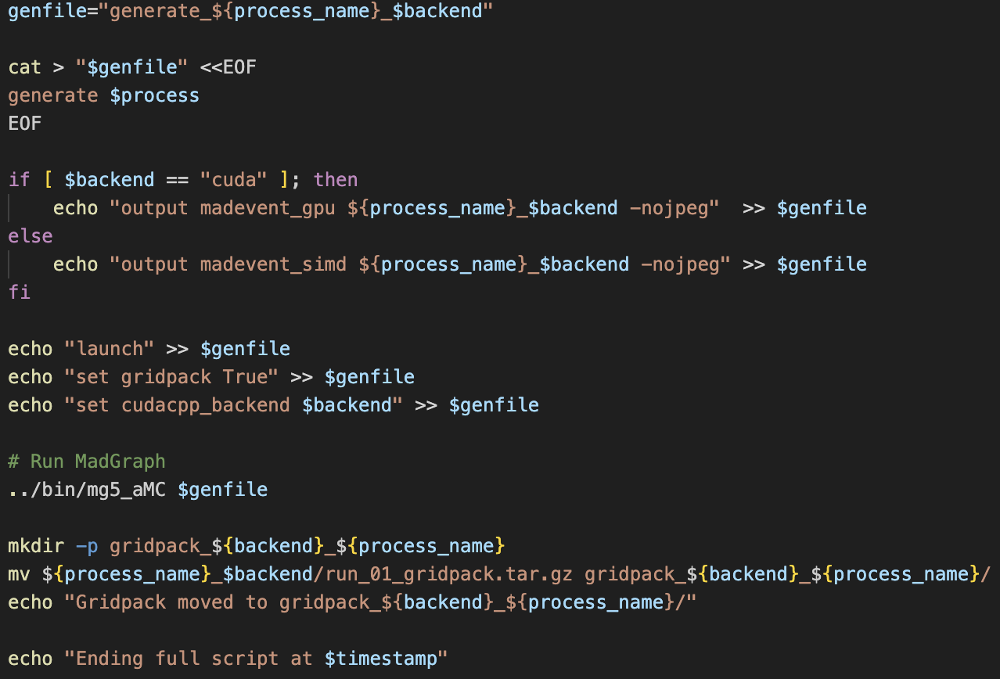 genfile="generate_${process_name}_$backend"
cat > "$genfile" <<EOF
generate $process
EOF
if [ $backend == "cuda" ]; then
echo "output madevent_gpu ${process_name}_$backend -nojpeg"  >> $genfile
else
echo "output madevent_simd ${process_name}_$backend -nojpeg" >> $genfile
fi
echo "launch" >> $genfile
echo "set gridpack True" >> $genfile
echo "set cudacpp_backend $backend" >> $genfile
# Run MadGraph
../bin/mg5_aMC $genfile
mkdir -p gridpack_${backend}_${process_name}
mv ${process_name}_$backend/run_01_gridpack.tar.gz gridpack_${backend}_${process_name}/
echo "Gridpack moved to gridpack_${backend}_${process_name}/"
echo "Ending full script at $timestamp"